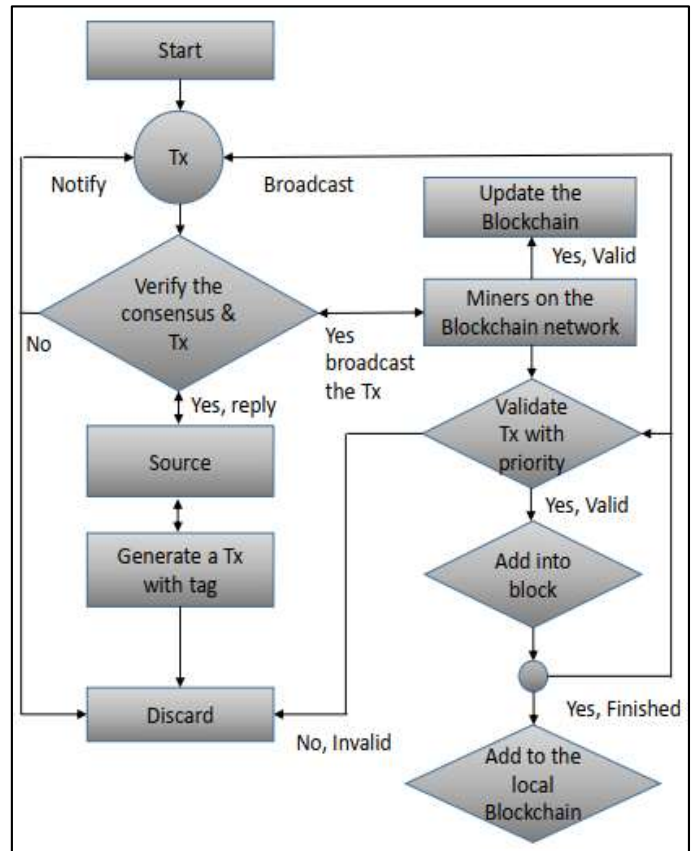 Start
Tx
Notify
Broadcast
Update the
Blockchain
Yes, Valid
Verify the
consensus &
Tx
Miners on the
Blockchain network
No
Yes
broadcast
the Tx
Yes, reply
Validate
Tx with
priority
Source
Yes, Valid
Generate a Tx
with tag
Add into
block
Discard
No, Invalid
Yes, Finished
Add to the
local
Blockchain